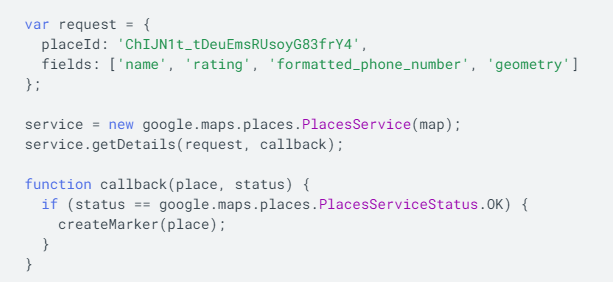 var request = {
  placeId: 'ChIJN1t_tDeuEmsRUsoyG83frY4',
  fields: ['name', 'rating', 'formatted_phone_number', 'geometry']
};

service = new google.maps.places.PlacesService(map);
service.getDetails(request, callback);

function callback(place, status) {
  if (status == google.maps.places.PlacesServiceStatus.OK) {
    createMarker(place);
  }
}